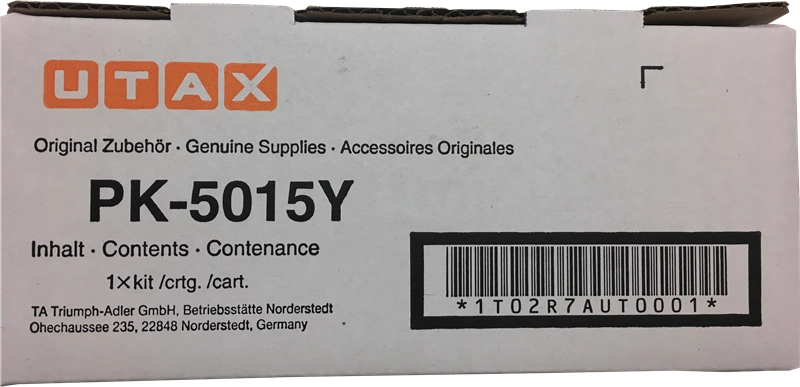 UTAX
Original Zubehör · Genuine Supplies · Accessoires Originales
PK-5015Y
Inhalt · Contents · Contenance
1×kit /crtg. /cart.
TA Triumph-Adler GmbH, Betriebsstätte Norderstedt
Ohechaussee 235, 22848 Norderstedt, Germany
*1T02R7AUT0001*